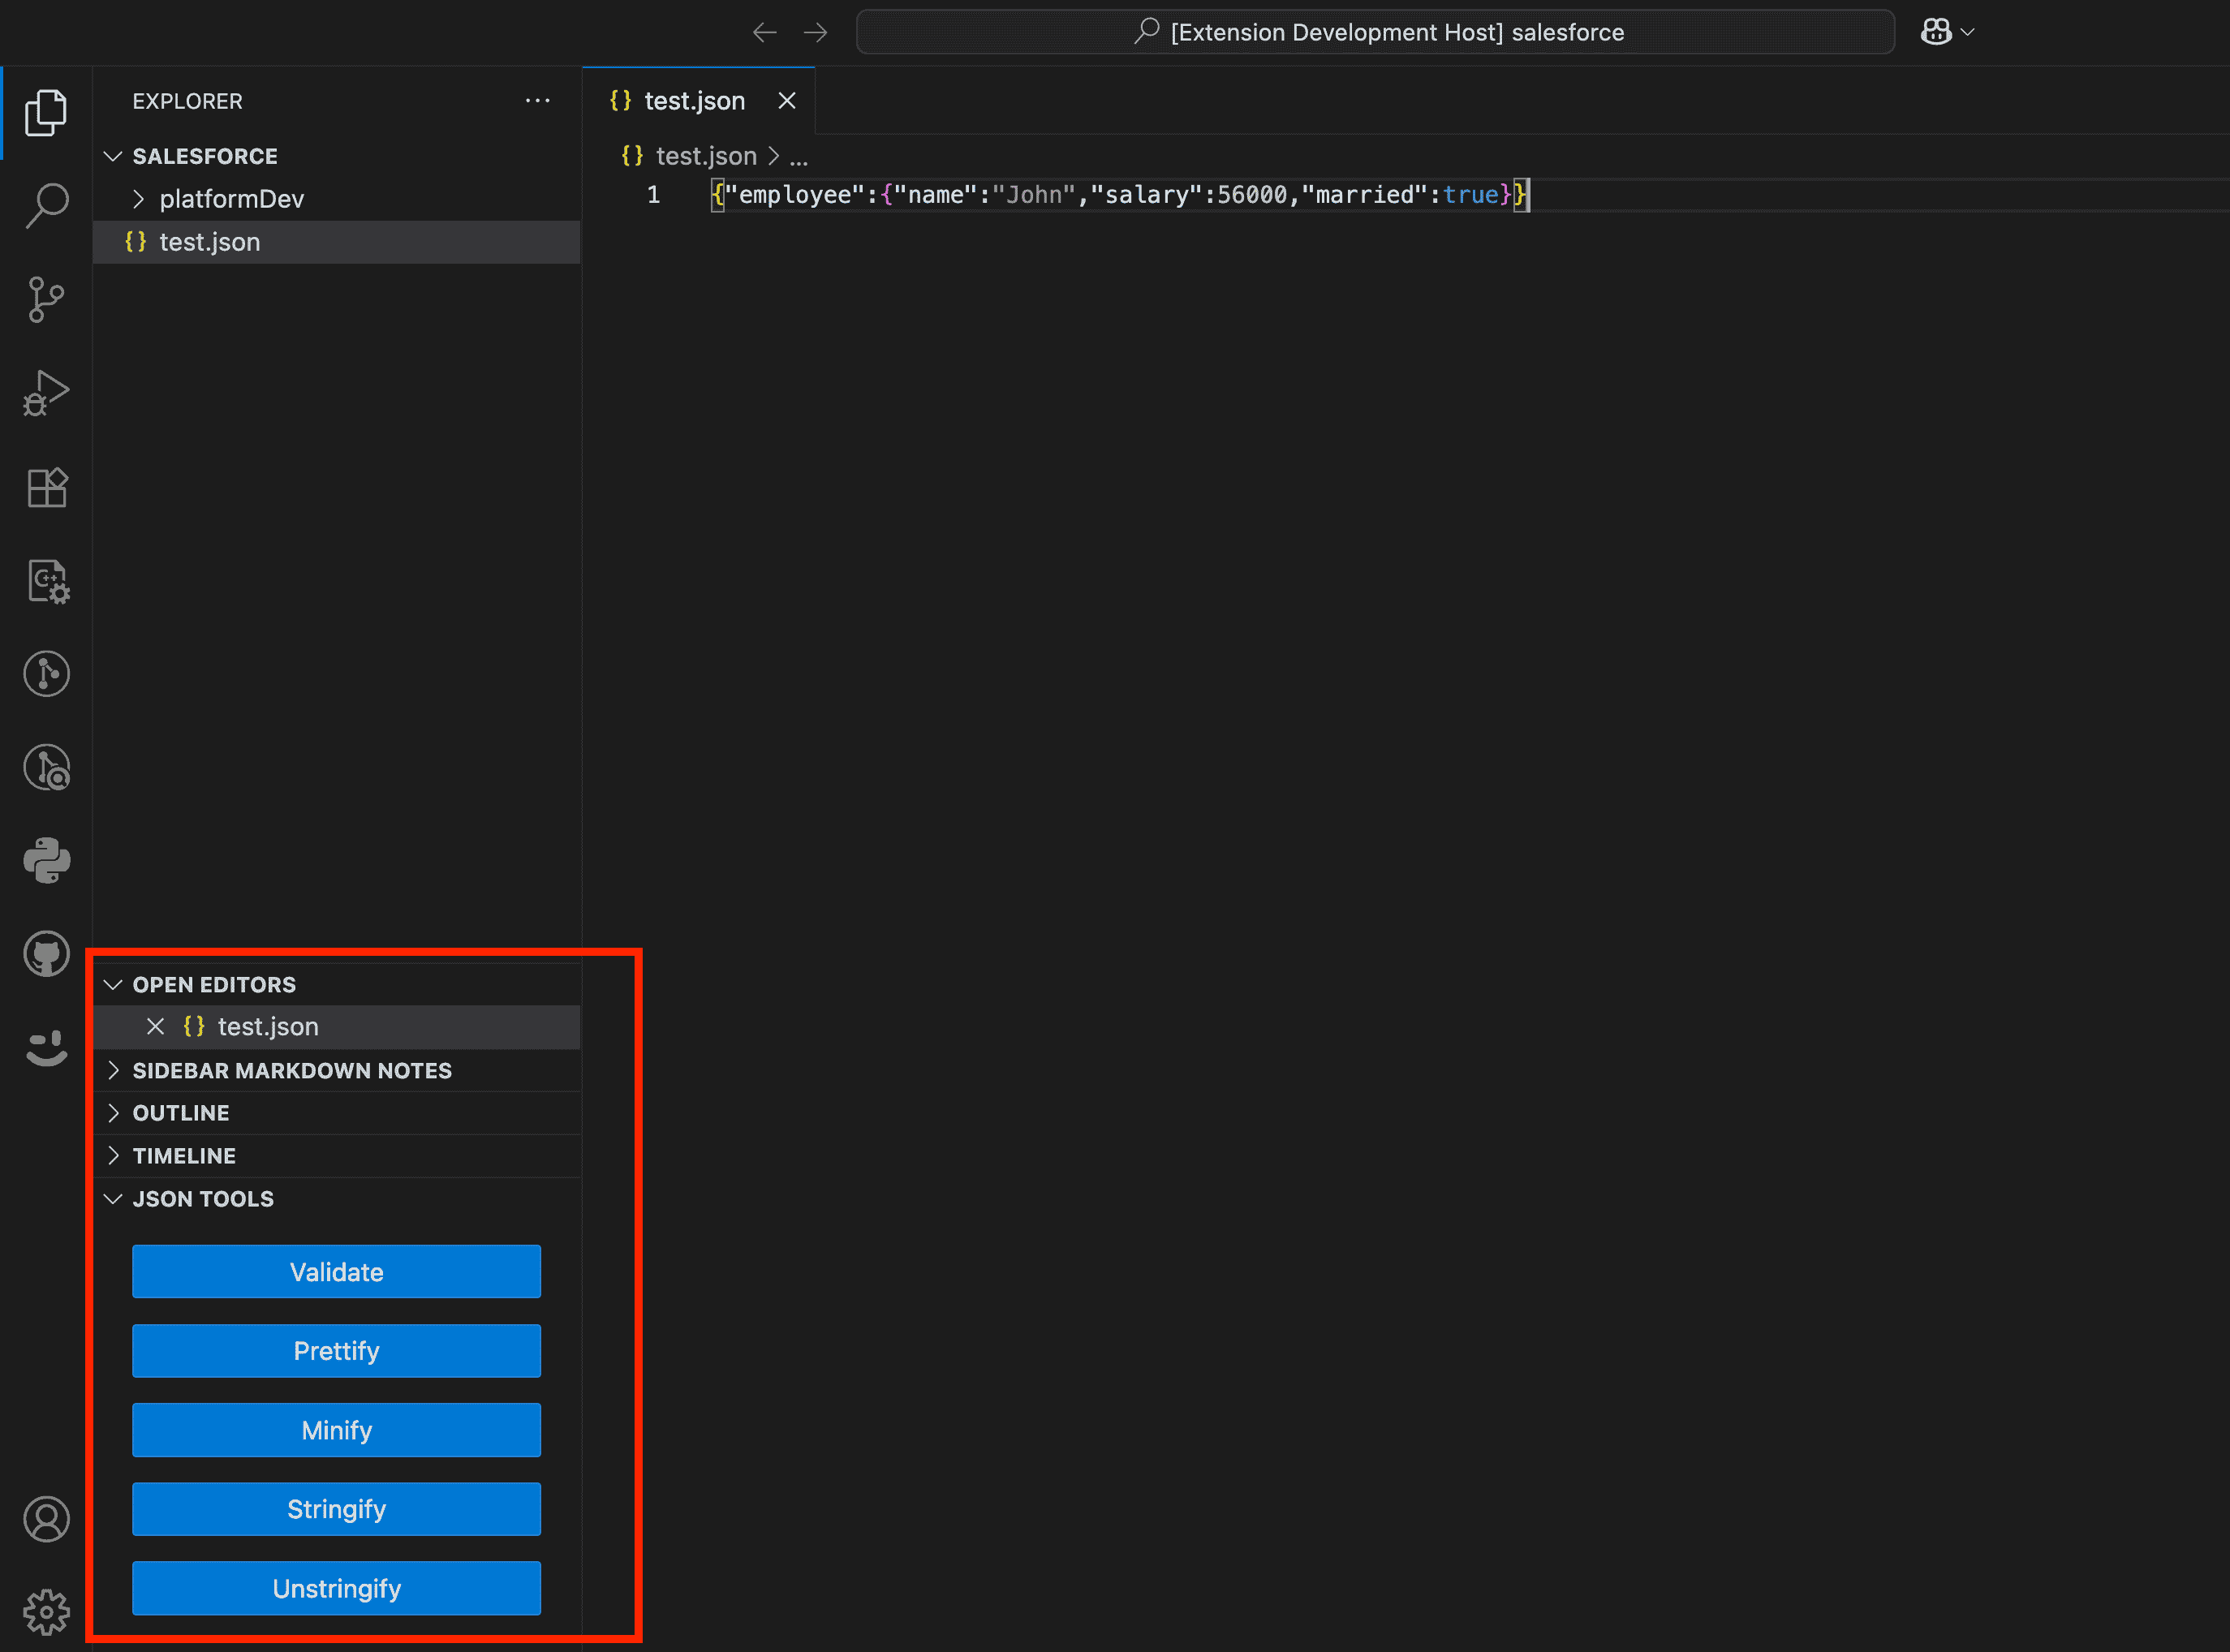 [Extension Development Host] salesforce
EXPLORER
SALESFORCE
platformDev
{} test.json
{} test.json
{} test.json > ...
1 {"employee":{"name":"John","salary":56000,"married":true}}
OPEN EDITORS
{} test.json
SIDEBAR MARKDOWN NOTES
OUTLINE
TIMELINE
JSON TOOLS
Validate
Prettify
Minify
Stringify
Unstringify
C++